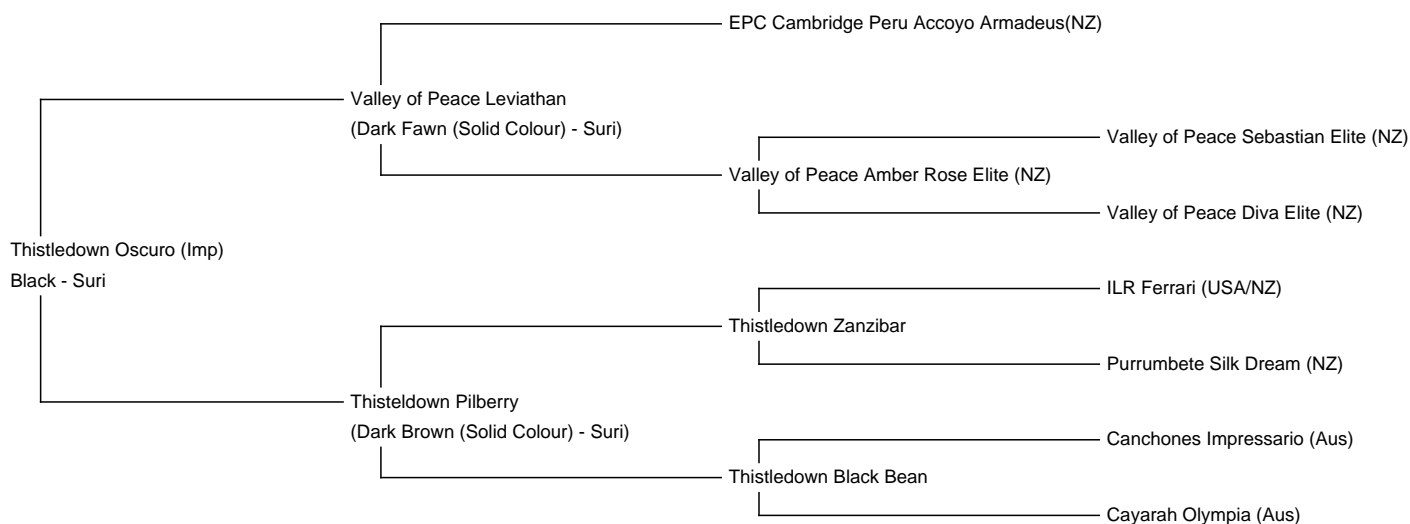 EPC Cambridge Peru Accoyo Armadeus(NZ)
Valley of Peace Leviathan
(Dark Fawn (Solid Colour) - Suri)
Valley of Peace Sebastian Elite (NZ)
Valley of Peace Amber Rose Elite (NZ)
Valley of Peace Diva Elite (NZ)
Thistledown Oscuro (Imp)
Black - Suri
ILR Ferrari (USA/NZ)
Thistledown Zanzibar
Purrumbete Silk Dream (NZ)
Thisteldown Pilberry
(Dark Brown (Solid Colour) - Suri)
Canchones Impressario (Aus)
Thistledown Black Bean
Cayarah Olympia (Aus)